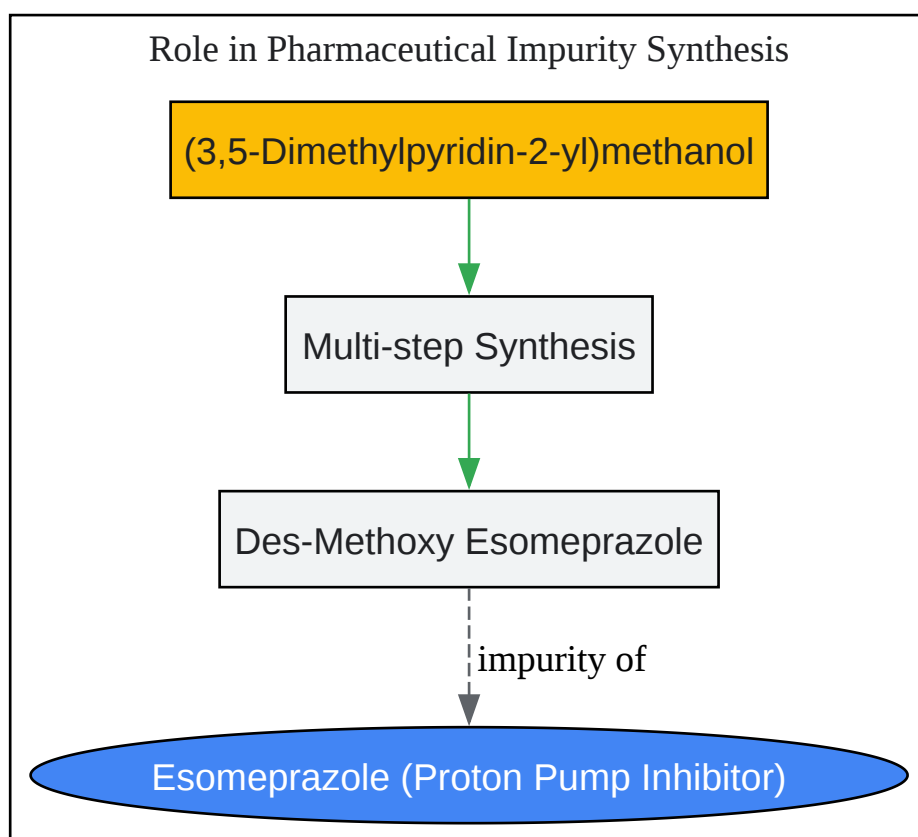 Role in Pharmaceutical Impurity Synthesis
(3,5-Dimethylpyridin-2-yl)methanol
Multi-step Synthesis
Des-Methoxy Esomeprazole
impurity of
Esomeprazole (Proton Pump Inhibitor)